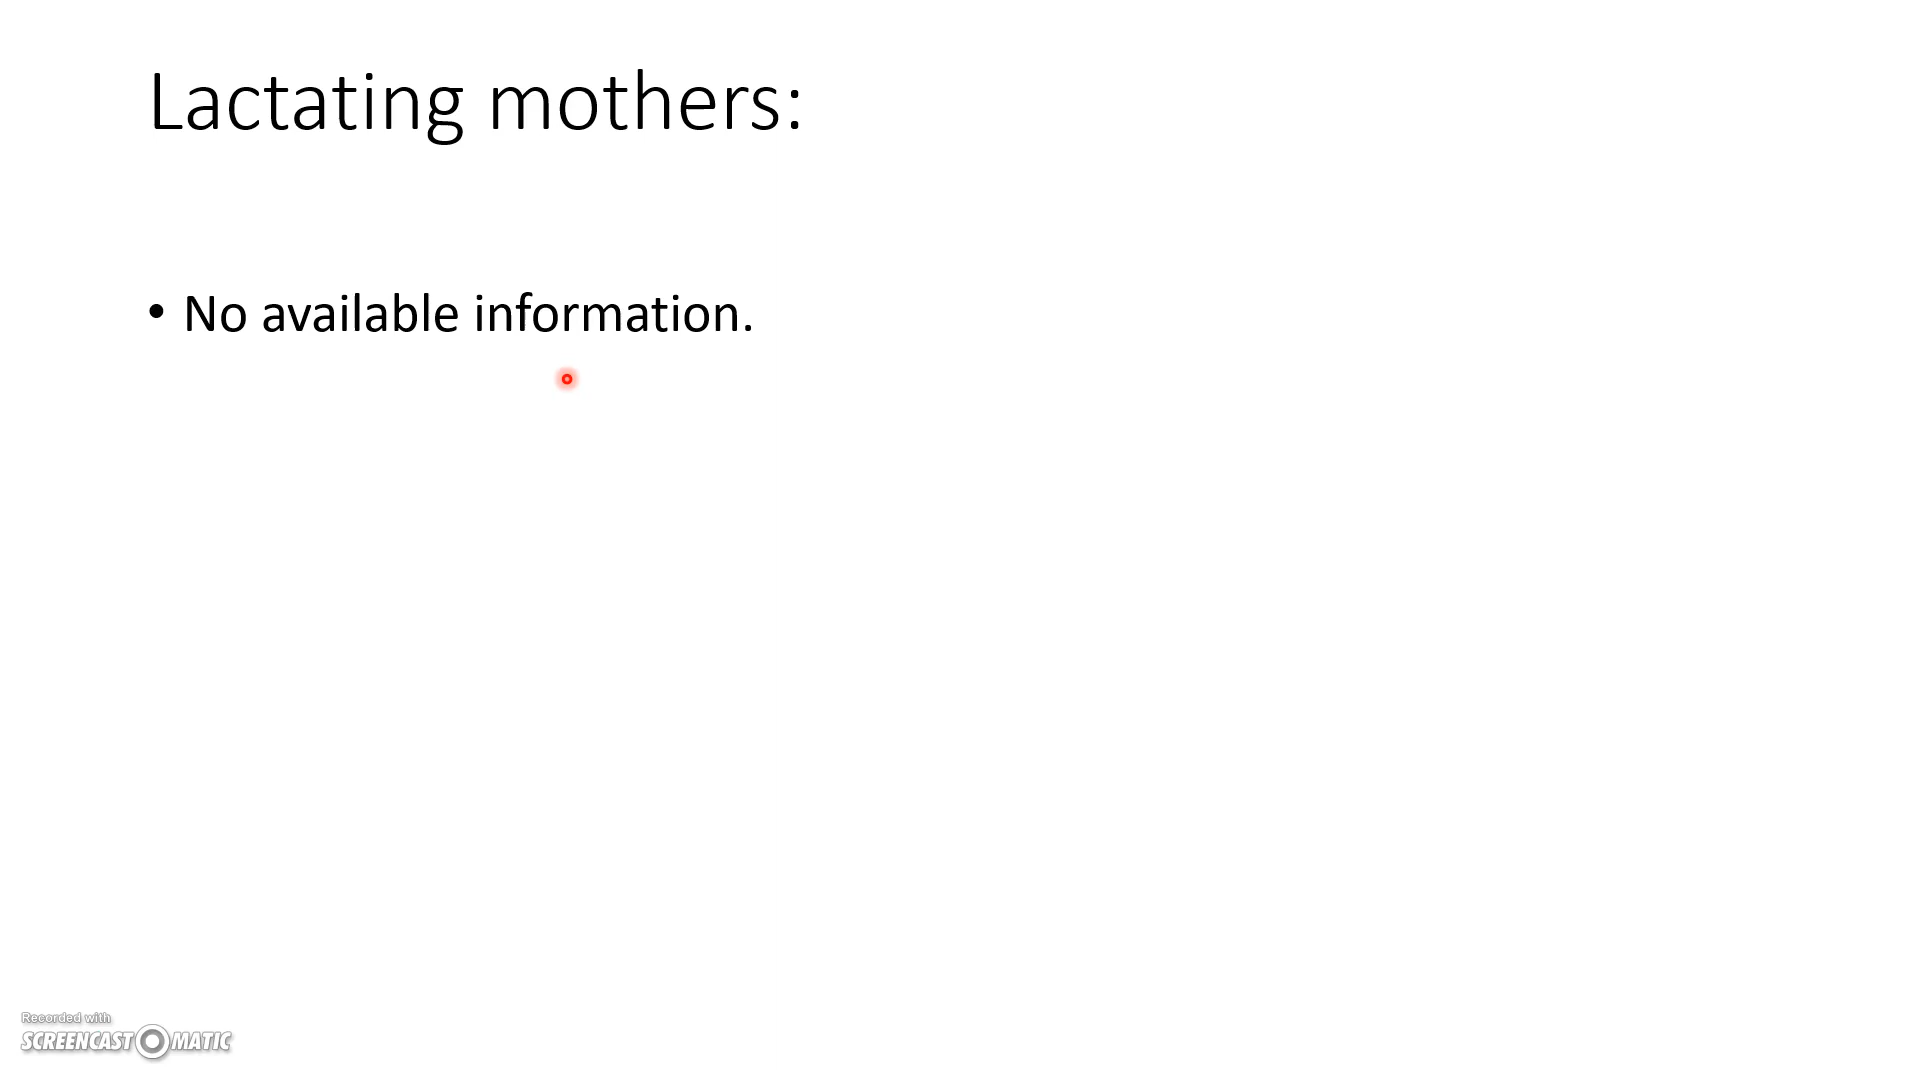 Lactating mothers:
• No available information.
Recorded with
SCREENCAST MATIC